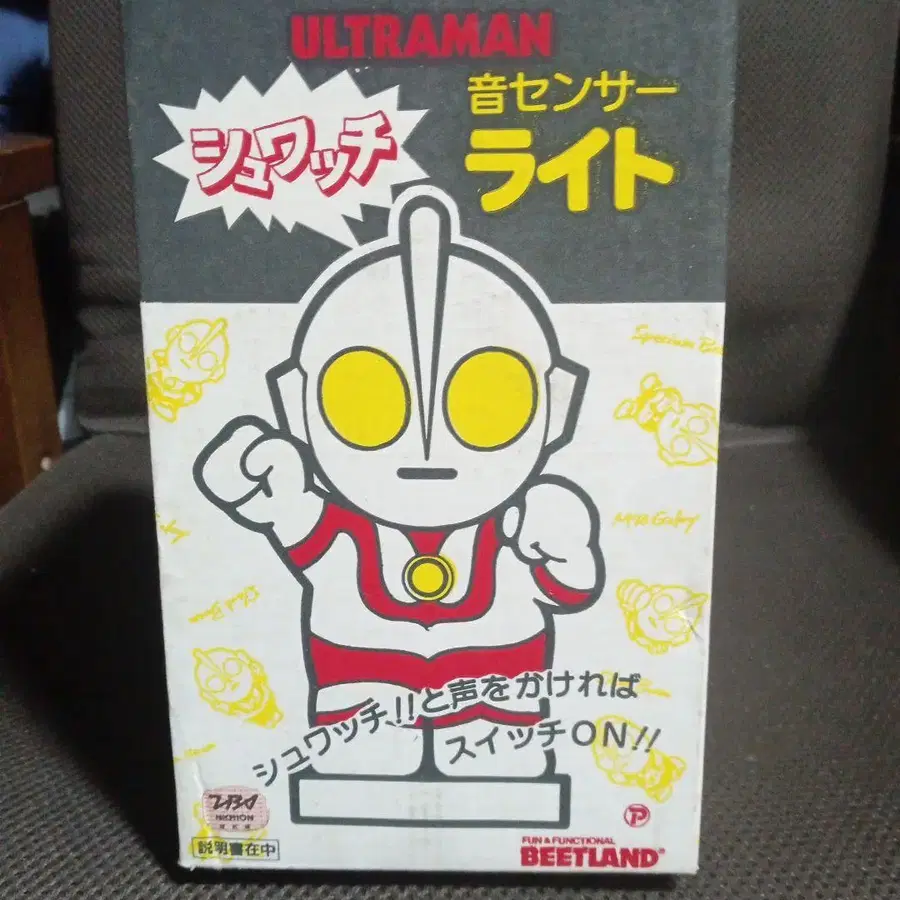 ULTRAMAN
シュワッチ
音センサー
ライト
M78 Galaxy
シュワッチ!!と声をかければ
スイッチON!!
説明書在中
P
FUN & FUNCTIONAL
BEETLAND®